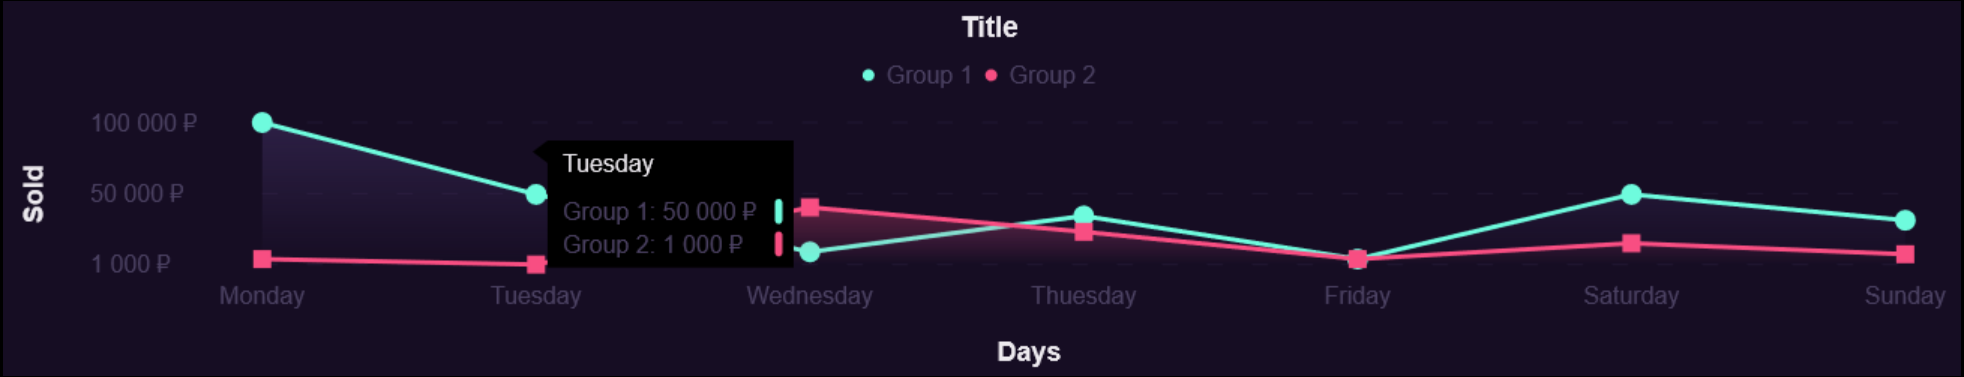 Title
Group 1 Group 2
100 000 ₽
50 000 ₽
1 000 ₽
Sold
Tuesday
Group 1: 50 000 ₽
Group 2: 1 000 ₽
Monday Tuesday Wednesday Thuesday Friday Saturday Sunday
Days